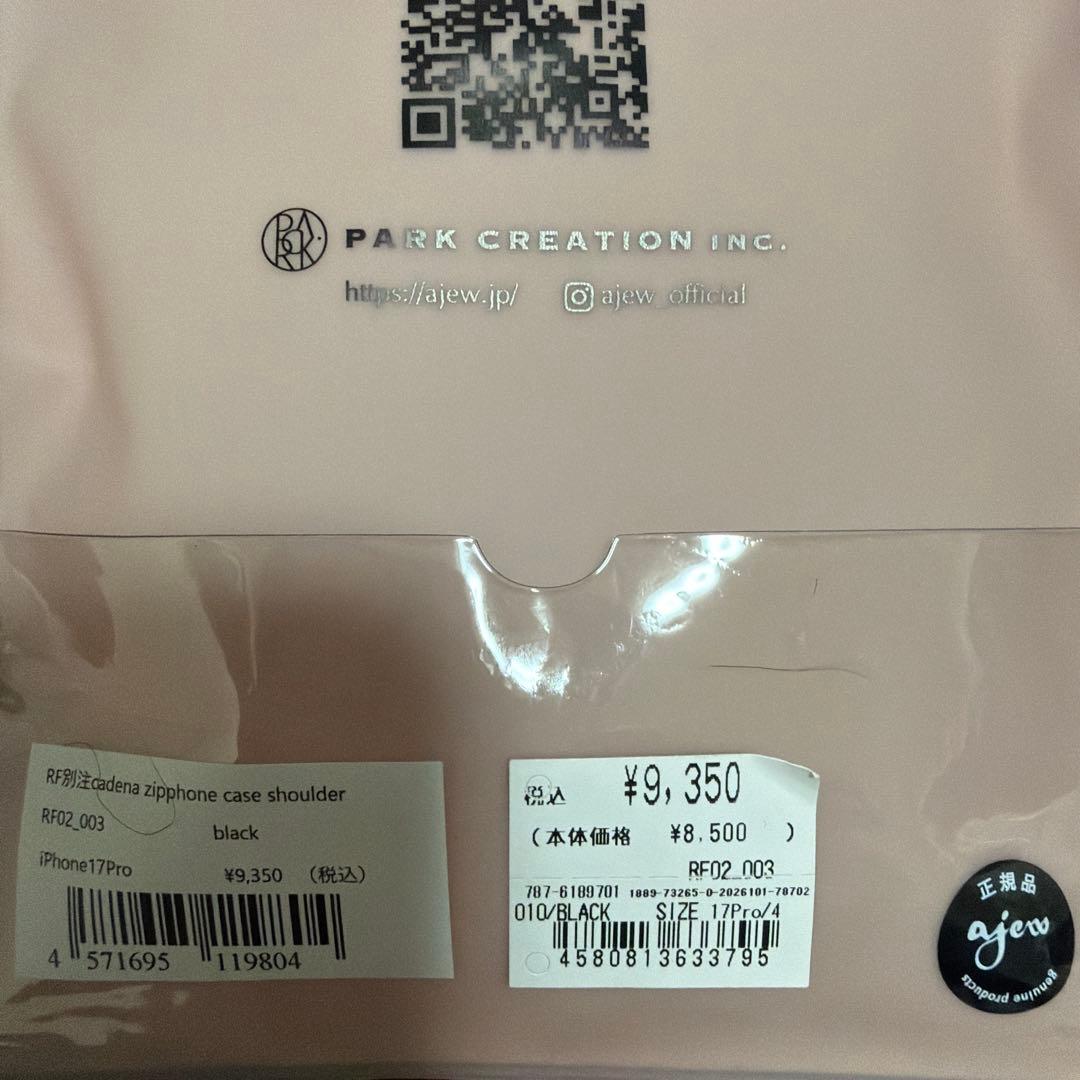 PARK
PARK CREATION INC.
https://ajew.jp/
ajew_official
RF別注cadena zipphone case shoulder
RF02_003
black
iPhone17Pro ¥9,350 (税込)
4 571695 119804
税込 ¥9,350
(本体価格 ¥8,500 )
RF02_003
787-6189701 1889-73265-0-2026101-78702
010/BLACK SIZE 17Pro/4
4580813633795
正規品
ajew
genuine products